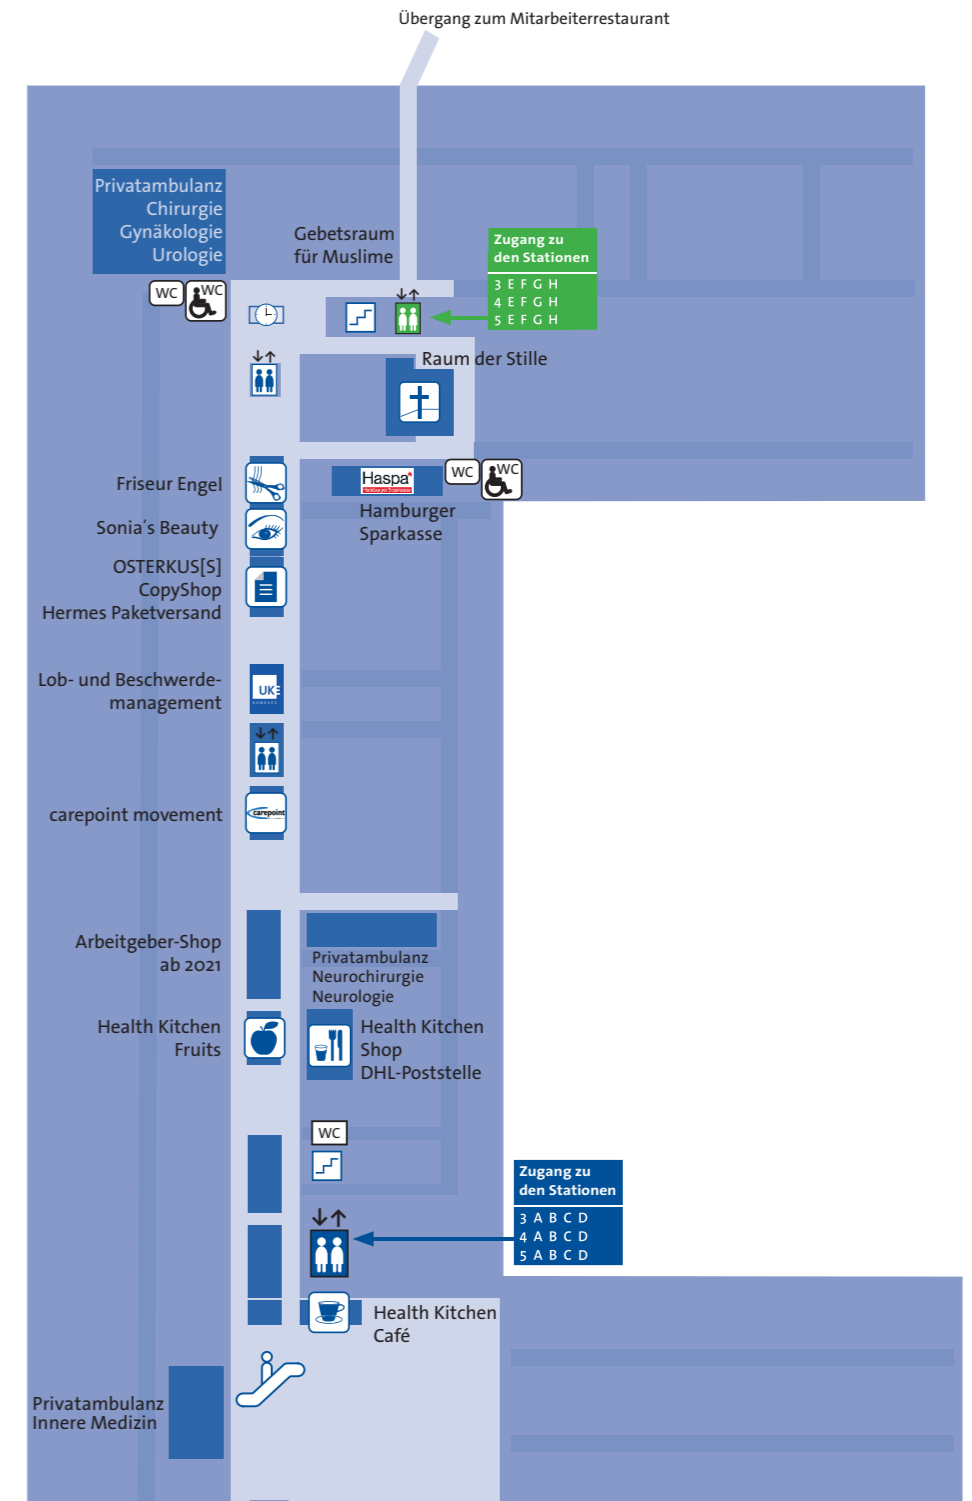 Übergang zum Mitarbeiterrestaurant
Privatambulanz
Chirurgie
Gynäkologie
Urologie
Gebetsraum
für Muslime
Zugang zu
den Stationen
3 E F G H
4 E F G H
5 E F G H
WC
WC
Raum der Stille
Friseur Engel
Haspa
Hamburger Sparkasse
WC
WC
Hamburger
Sparkasse
Sonia´s Beauty
OSTERKUS[S]
CopyShop
Hermes Paketversand
Lob- und Beschwerde-
management
UKE
HAMBURG
carepoint movement
carepoint
Arbeitgeber-Shop
ab 2021
Privatambulanz
Neurochirurgie
Neurologie
Health Kitchen
Fruits
Health Kitchen
Shop
DHL-Poststelle
WC
Zugang zu
den Stationen
3 A B C D
4 A B C D
5 A B C D
Health Kitchen
Café
Privatambulanz
Innere Medizin